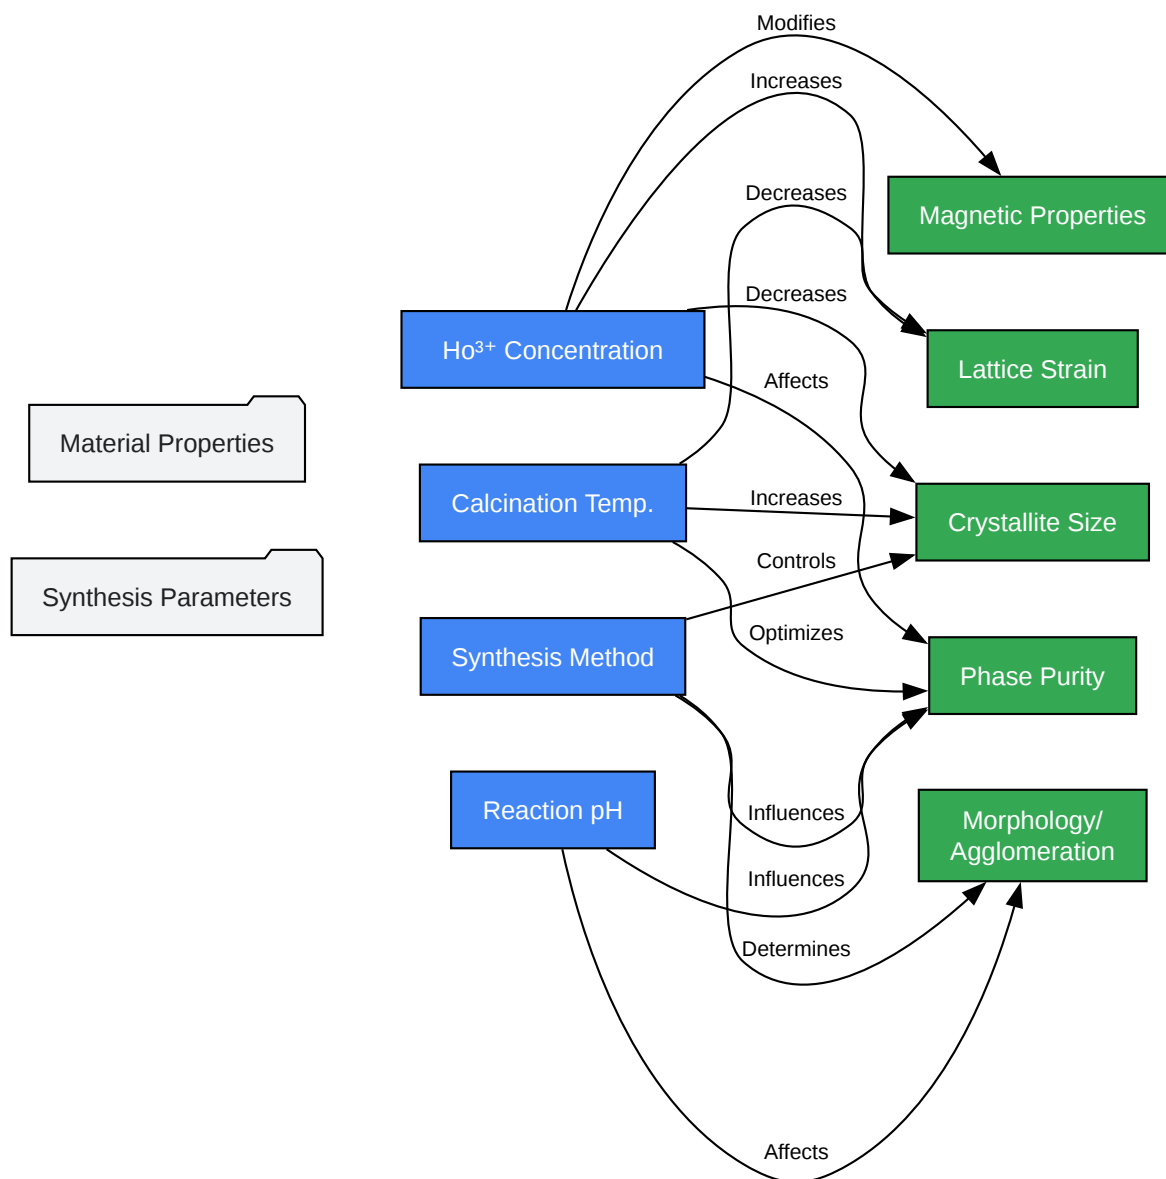 Modifies
Increases
Decreases
Magnetic Properties
Decreases
Ho³⁺ Concentration
Lattice Strain
Affects
Material Properties
Calcination Temp.
Increases
Crystallite Size
Controls
Synthesis Parameters
Synthesis Method
Optimizes
Phase Purity
Reaction pH
Influences
Morphology/
Agglomeration
Influences
Determines
Affects